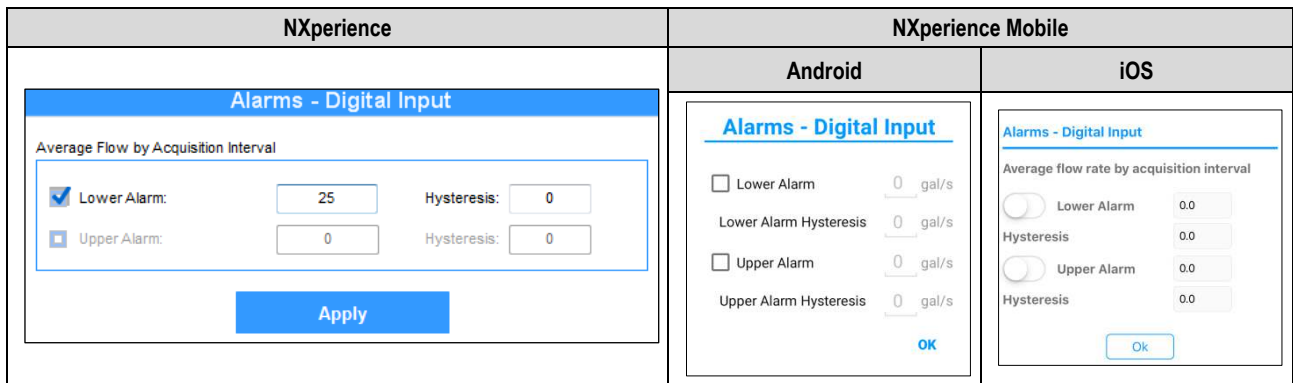 NXperience
NXperience Mobile
Android
iOS
Alarms - Digital Input
Average Flow by Acquisition Interval
Lower Alarm: 25 Hysteresis: 0
Upper Alarm: 0 Hysteresis: 0
Apply
Alarms - Digital Input
Lower Alarm 0 gal/s
Lower Alarm Hysteresis 0 gal/s
Upper Alarm 0 gal/s
Upper Alarm Hysteresis 0 gal/s
OK
Alarms - Digital Input
Average flow rate by acquisition interval
Lower Alarm 0.0
Hysteresis 0.0
Upper Alarm 0.0
Hysteresis 0.0
Ok